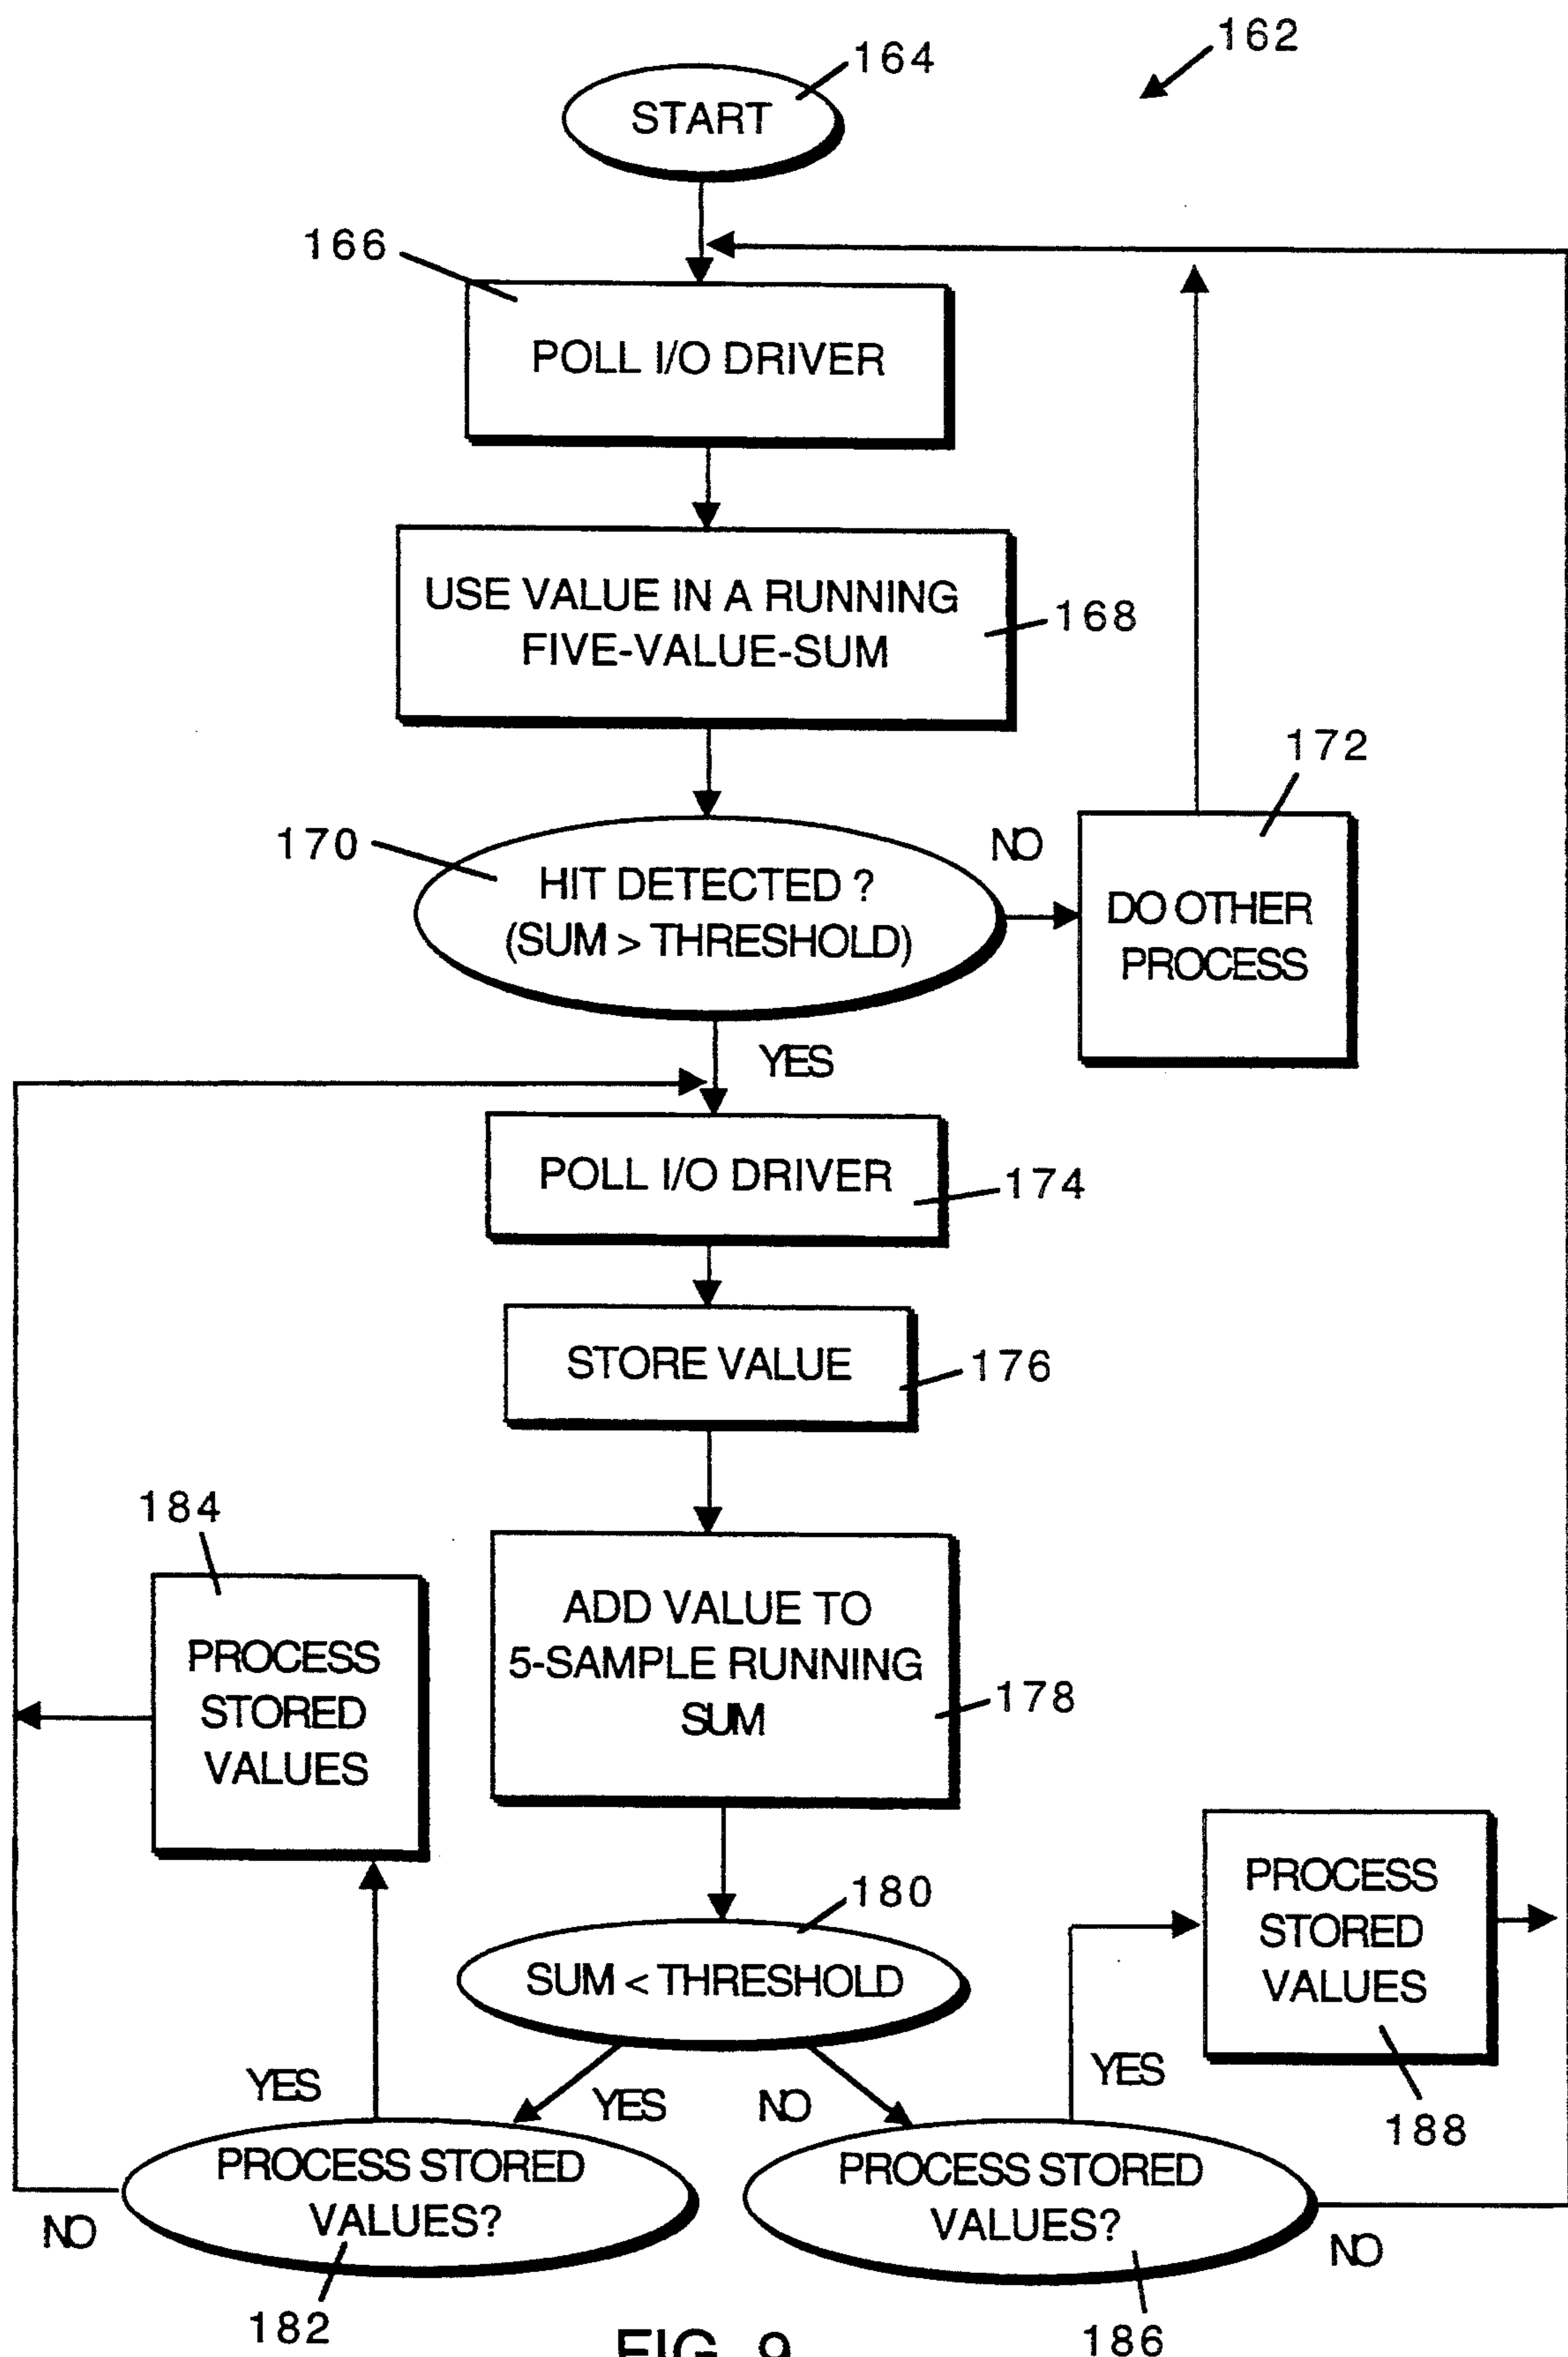 162
164
START
166
POLL I/O DRIVER
USE VALUE IN A RUNNING
FIVE-VALUE-SUM
168
170
HIT DETECTED ?
(SUM > THRESHOLD)
NO
172
DO OTHER
PROCESS
YES
POLL I/O DRIVER
174
STORE VALUE
176
184
PROCESS
STORED
VALUES
ADD VALUE TO
5-SAMPLE RUNNING
SUM
178
180
SUM < THRESHOLD
PROCESS
STORED
VALUES
188
YES
YES
NO
YES
PROCESS STORED
VALUES?
NO
182
PROCESS STORED
VALUES?
NO
186
FIG. 9